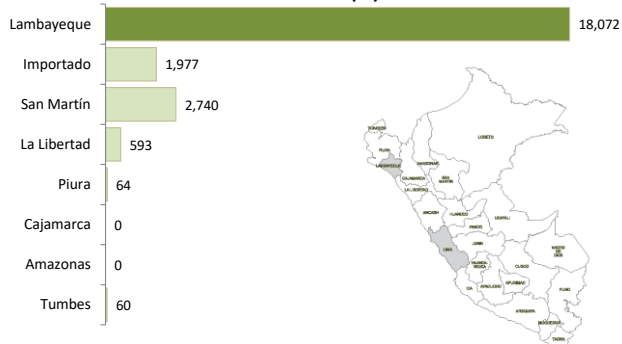 Lambayeque 18,072
Importado 1,977
San Martín 2,740
La Libertad 593
Piura 64
Cajamarca 0
Amazonas 0
Tumbes 60
TUMBES
PIURA
LORETO
LAMBAYEQUE
AMAZONAS
CAJAMARCA
SAN MARTIN
LA LIBERTAD
ANCASH
HUANUCO
UCAYALI
PASCO
LIMA
JUNIN
MADRE DE DIOS
HUANCAVELICA
CUSCO
ICA
AYACUCHO
APURIMAC
PUNO
AREQUIPA
MOQUEGUA
TACNA